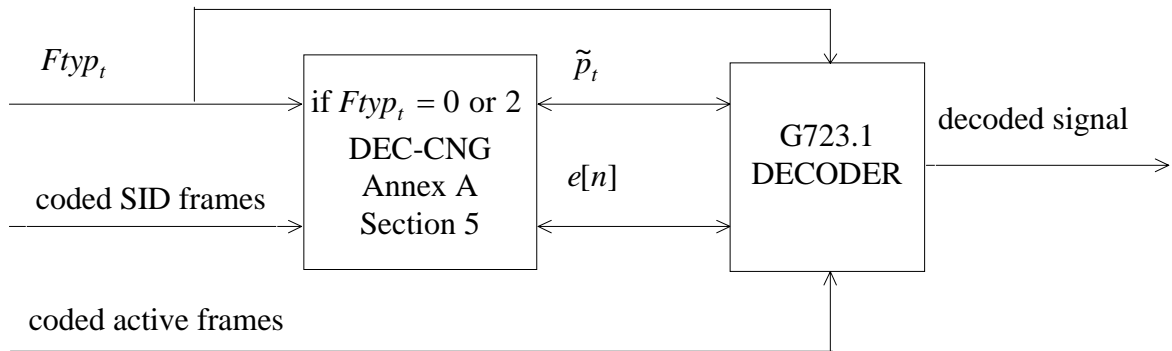 Ftyp_t
p̃_t
if Ftyp_t = 0 or 2
DEC-CNG
Annex A
Section 5
G723.1
DECODER
decoded signal
coded SID frames
e[n]
coded active frames